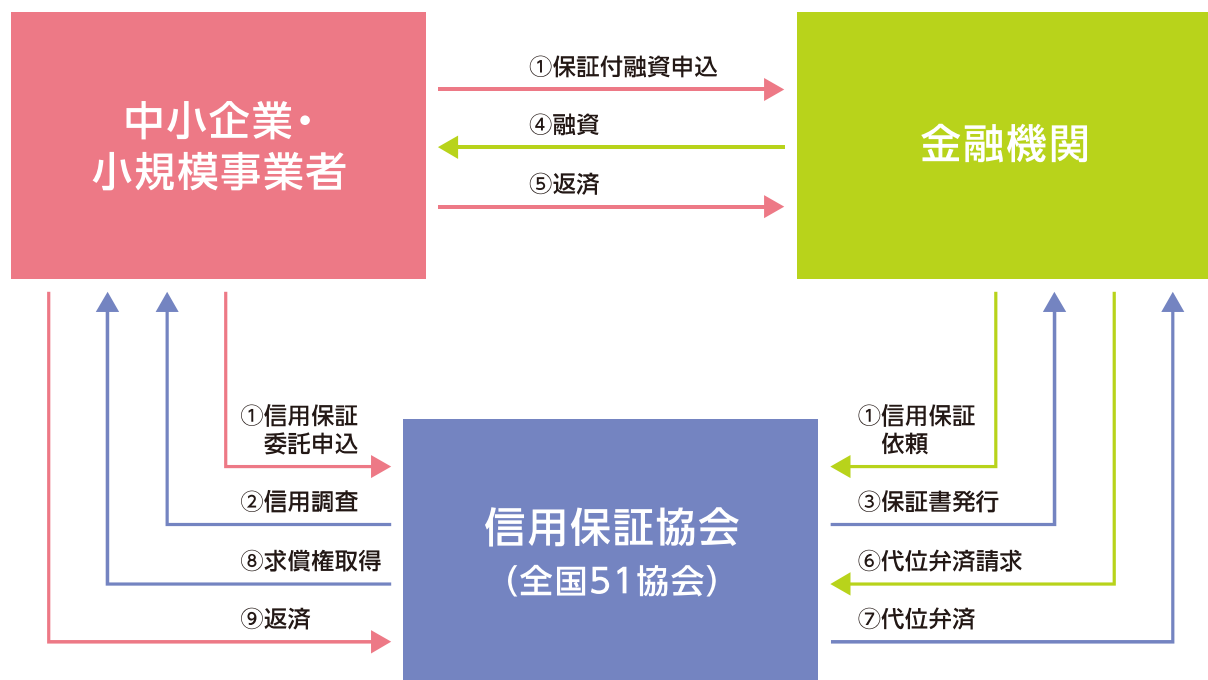 中小企業・
小規模事業者
①保証付融資申込
④融資
⑤返済
金融機関
①信用保証
委託申込
②信用調査
⑧求償権取得
⑨返済
信用保証協会
（全国51協会）
①信用保証
依頼
③保証書発行
⑥代位弁済請求
⑦代位弁済